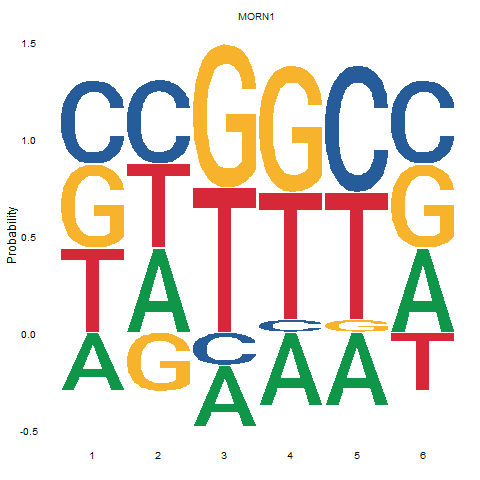 MORN1
1.5
1.0
0.5
0.0
-0.5
Probability
C C G G C C
G T T T T G
T A C C G A
A G A A A T
1 2 3 4 5 6